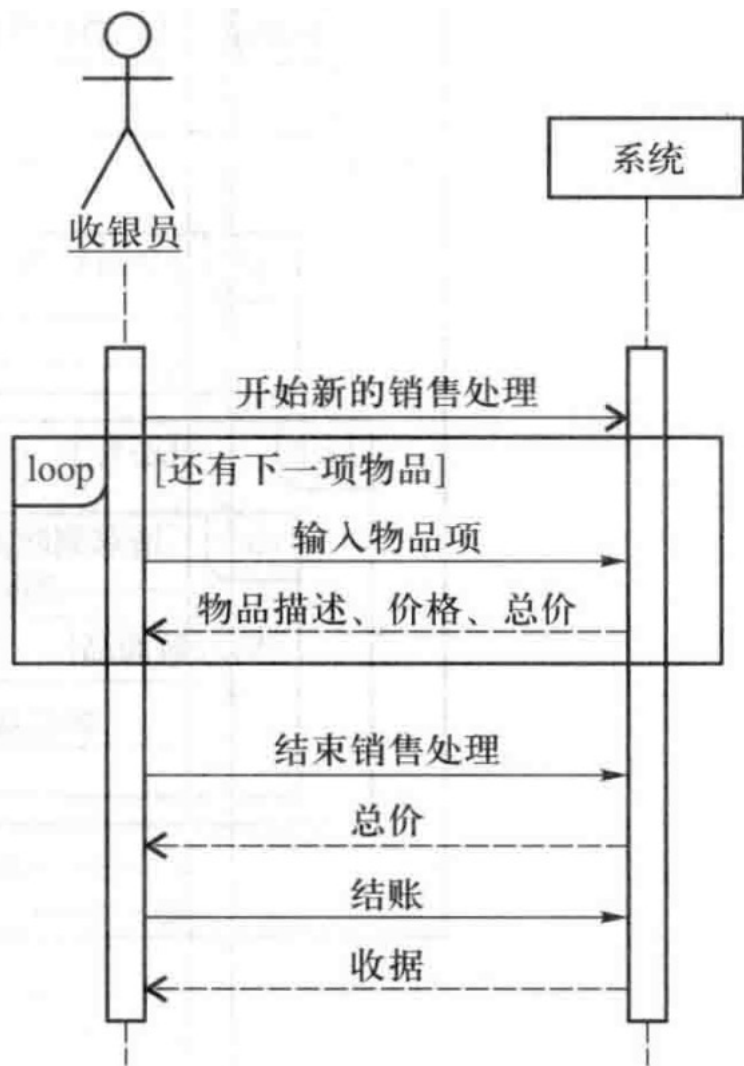 系统
收银员
开始新的销售处理
loop
[还有下一项物品]
输入物品项
物品描述、价格、总价
结束销售处理
总价
结账
收据